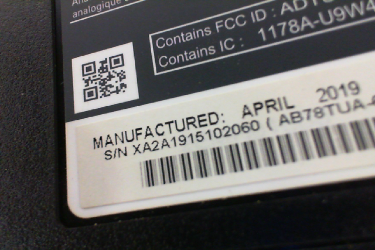 analogique
Contains FCC ID :
Contains IC : 1178A-U9W4
MANUFACTURED: APRIL 2019
S/N XA2A1915102060 ( AB78TUA-